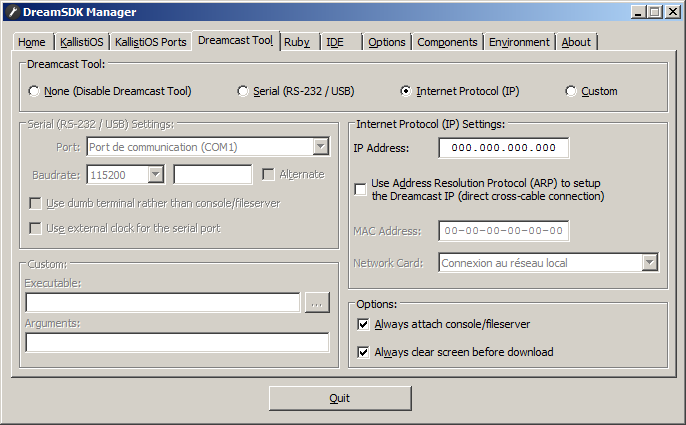 DreamSDK Manager
Home KallistiOS KallistiOS Ports Dreamcast Tool Ruby IDE Options Components Environment About
Dreamcast Tool:
None (Disable Dreamcast Tool) Serial (RS-232 / USB) Internet Protocol (IP) Custom
Serial (RS-232 / USB) Settings:
Port: Port de communication (COM1)
Baudrate: 115200 Alternate
Use dumb terminal rather than console/fileserver
Use external clock for the serial port
Custom:
Executable:
...
Arguments:
Internet Protocol (IP) Settings:
IP Address: 000.000.000.000
Use Address Resolution Protocol (ARP) to setup
the Dreamcast IP (direct cross-cable connection)
MAC Address: 00-00-00-00-00-00
Network Card: Connexion au réseau local
Options:
Always attach console/fileserver
Always clear screen before download
Quit